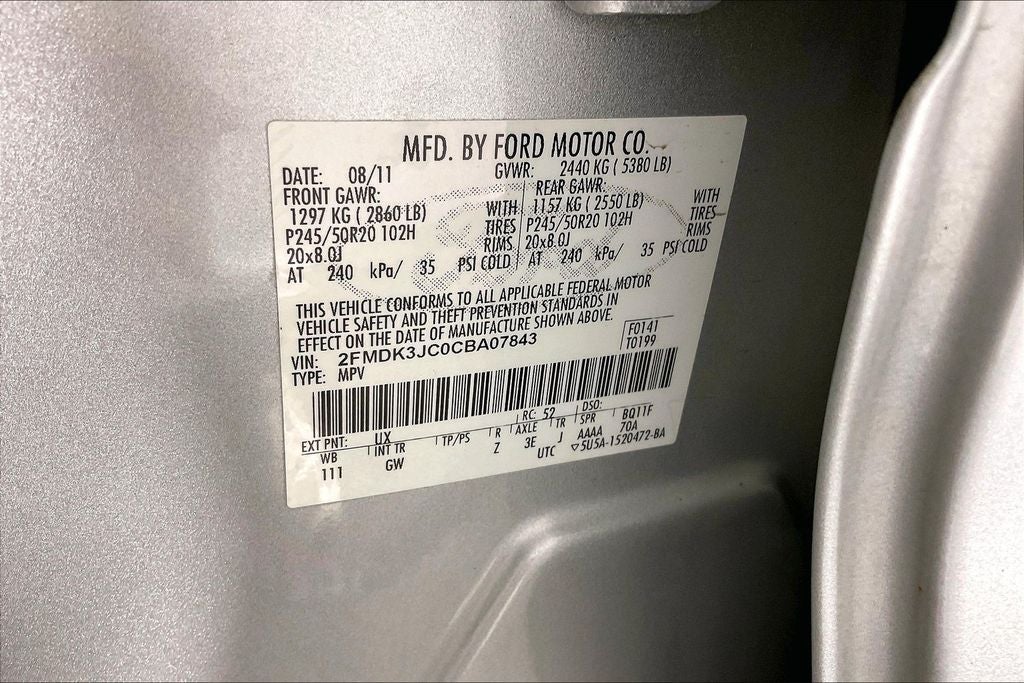 MFD. BY FORD MOTOR CO.
DATE: 08/11 GVWR: 2440 KG ( 5380 LB)
FRONT GAWR: REAR GAWR:
1297 KG ( 2860 LB) WITH 1157 KG ( 2550 LB) WITH
P245/50R20 102H TIRES P245/50R20 102H TIRES
20x8.0J RIMS 20x8.0J RIMS
AT 240 kPa/ 35 PSI COLD AT 240 kPa/ 35 PSI COLD
THIS VEHICLE CONFORMS TO ALL APPLICABLE FEDERAL MOTOR
VEHICLE SAFETY AND THEFT PREVENTION STANDARDS IN
EFFECT ON THE DATE OF MANUFACTURE SHOWN ABOVE.
VIN: 2FMDK3JC0CBA07843 F0141
TYPE: MPV T0199
EXT PNT: UX RC: 52 DSO:
WB INT TR TP/PS R AXLE TR SPR BQ11F
111 GW Z 3E J AAAA 70A
UTC ▽5U5A-1520472-BA